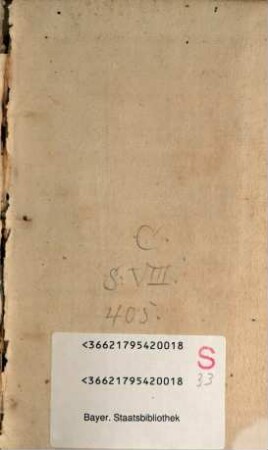 C.
S. VIII.
405.
<36621795420018
S
<36621795420018
33
Bayer. Staatsbibliothek